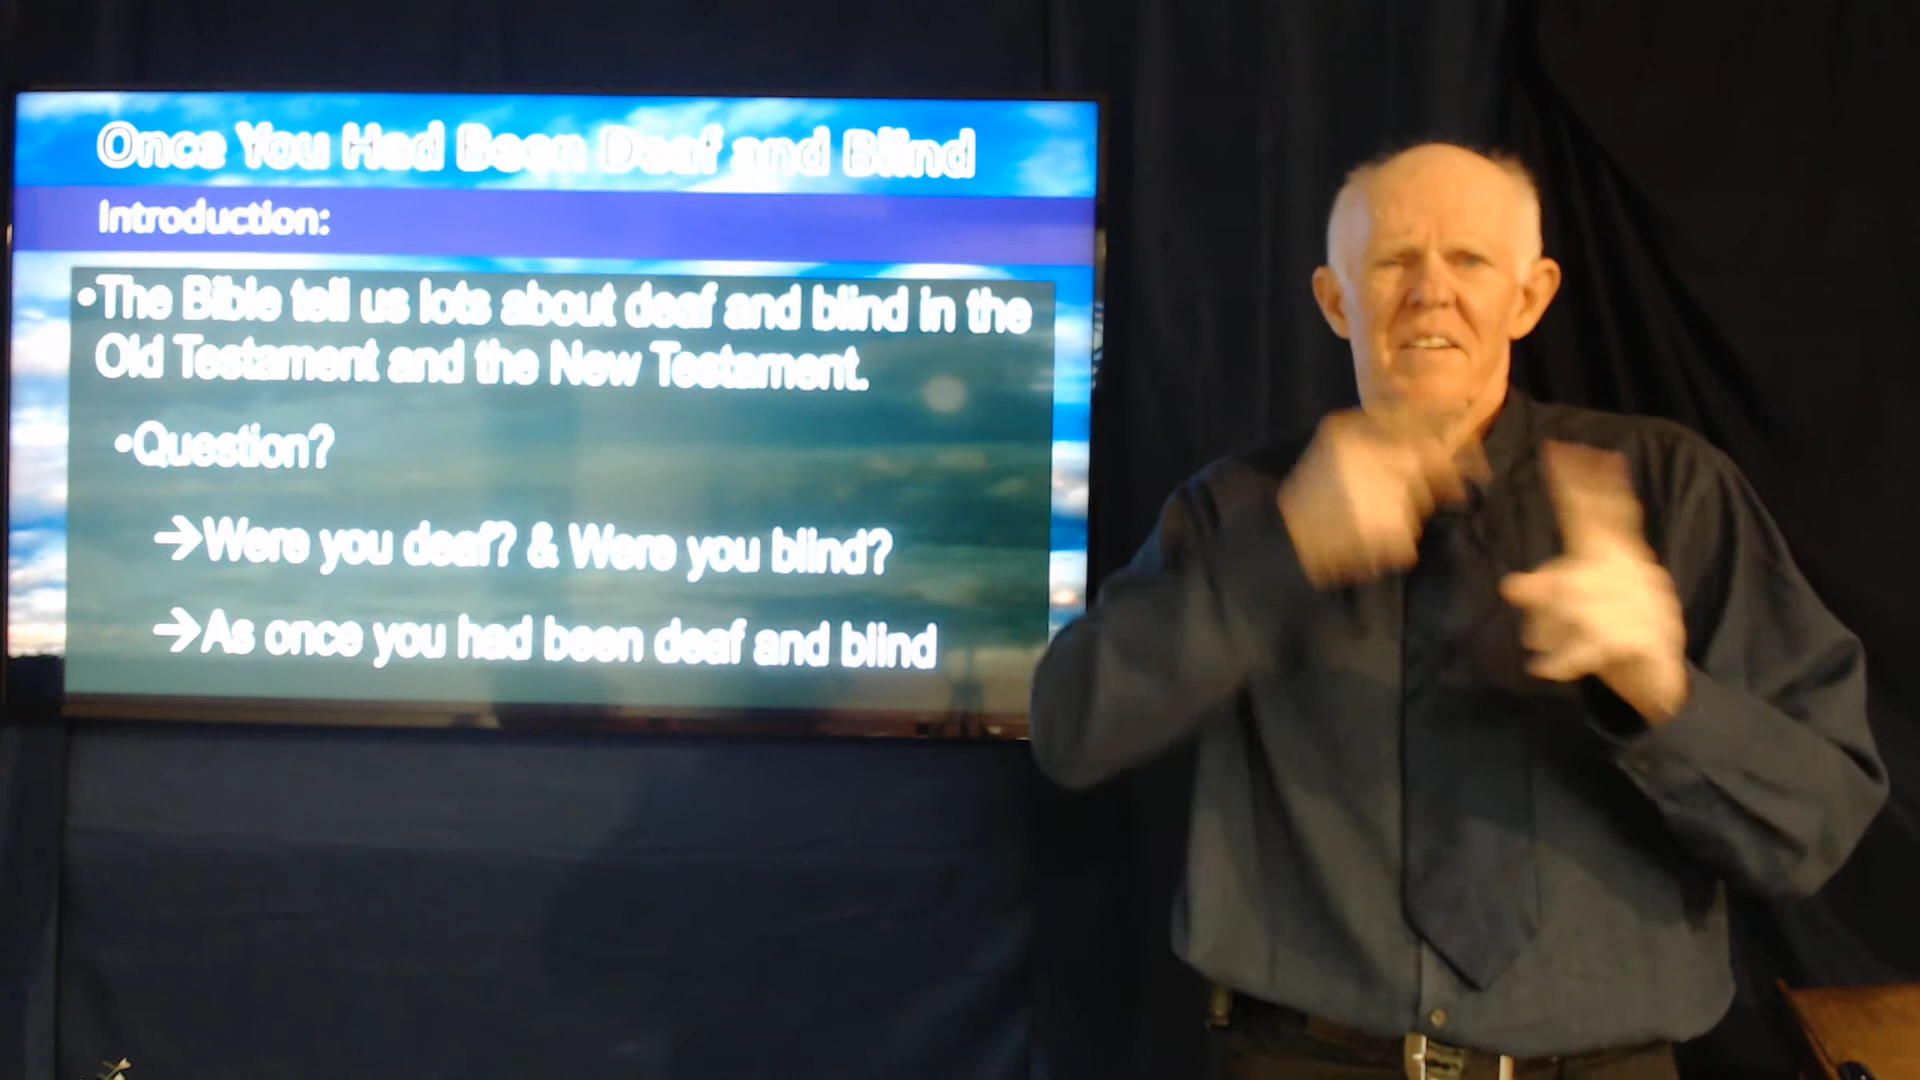 Once You Had Been Deaf and Blind
Introduction:
•The Bible tell us lots about deaf and blind in the
Old Testament and the New Testament.
•Question?
→Were you deaf? & Were you blind?
→As once you had been deaf and blind